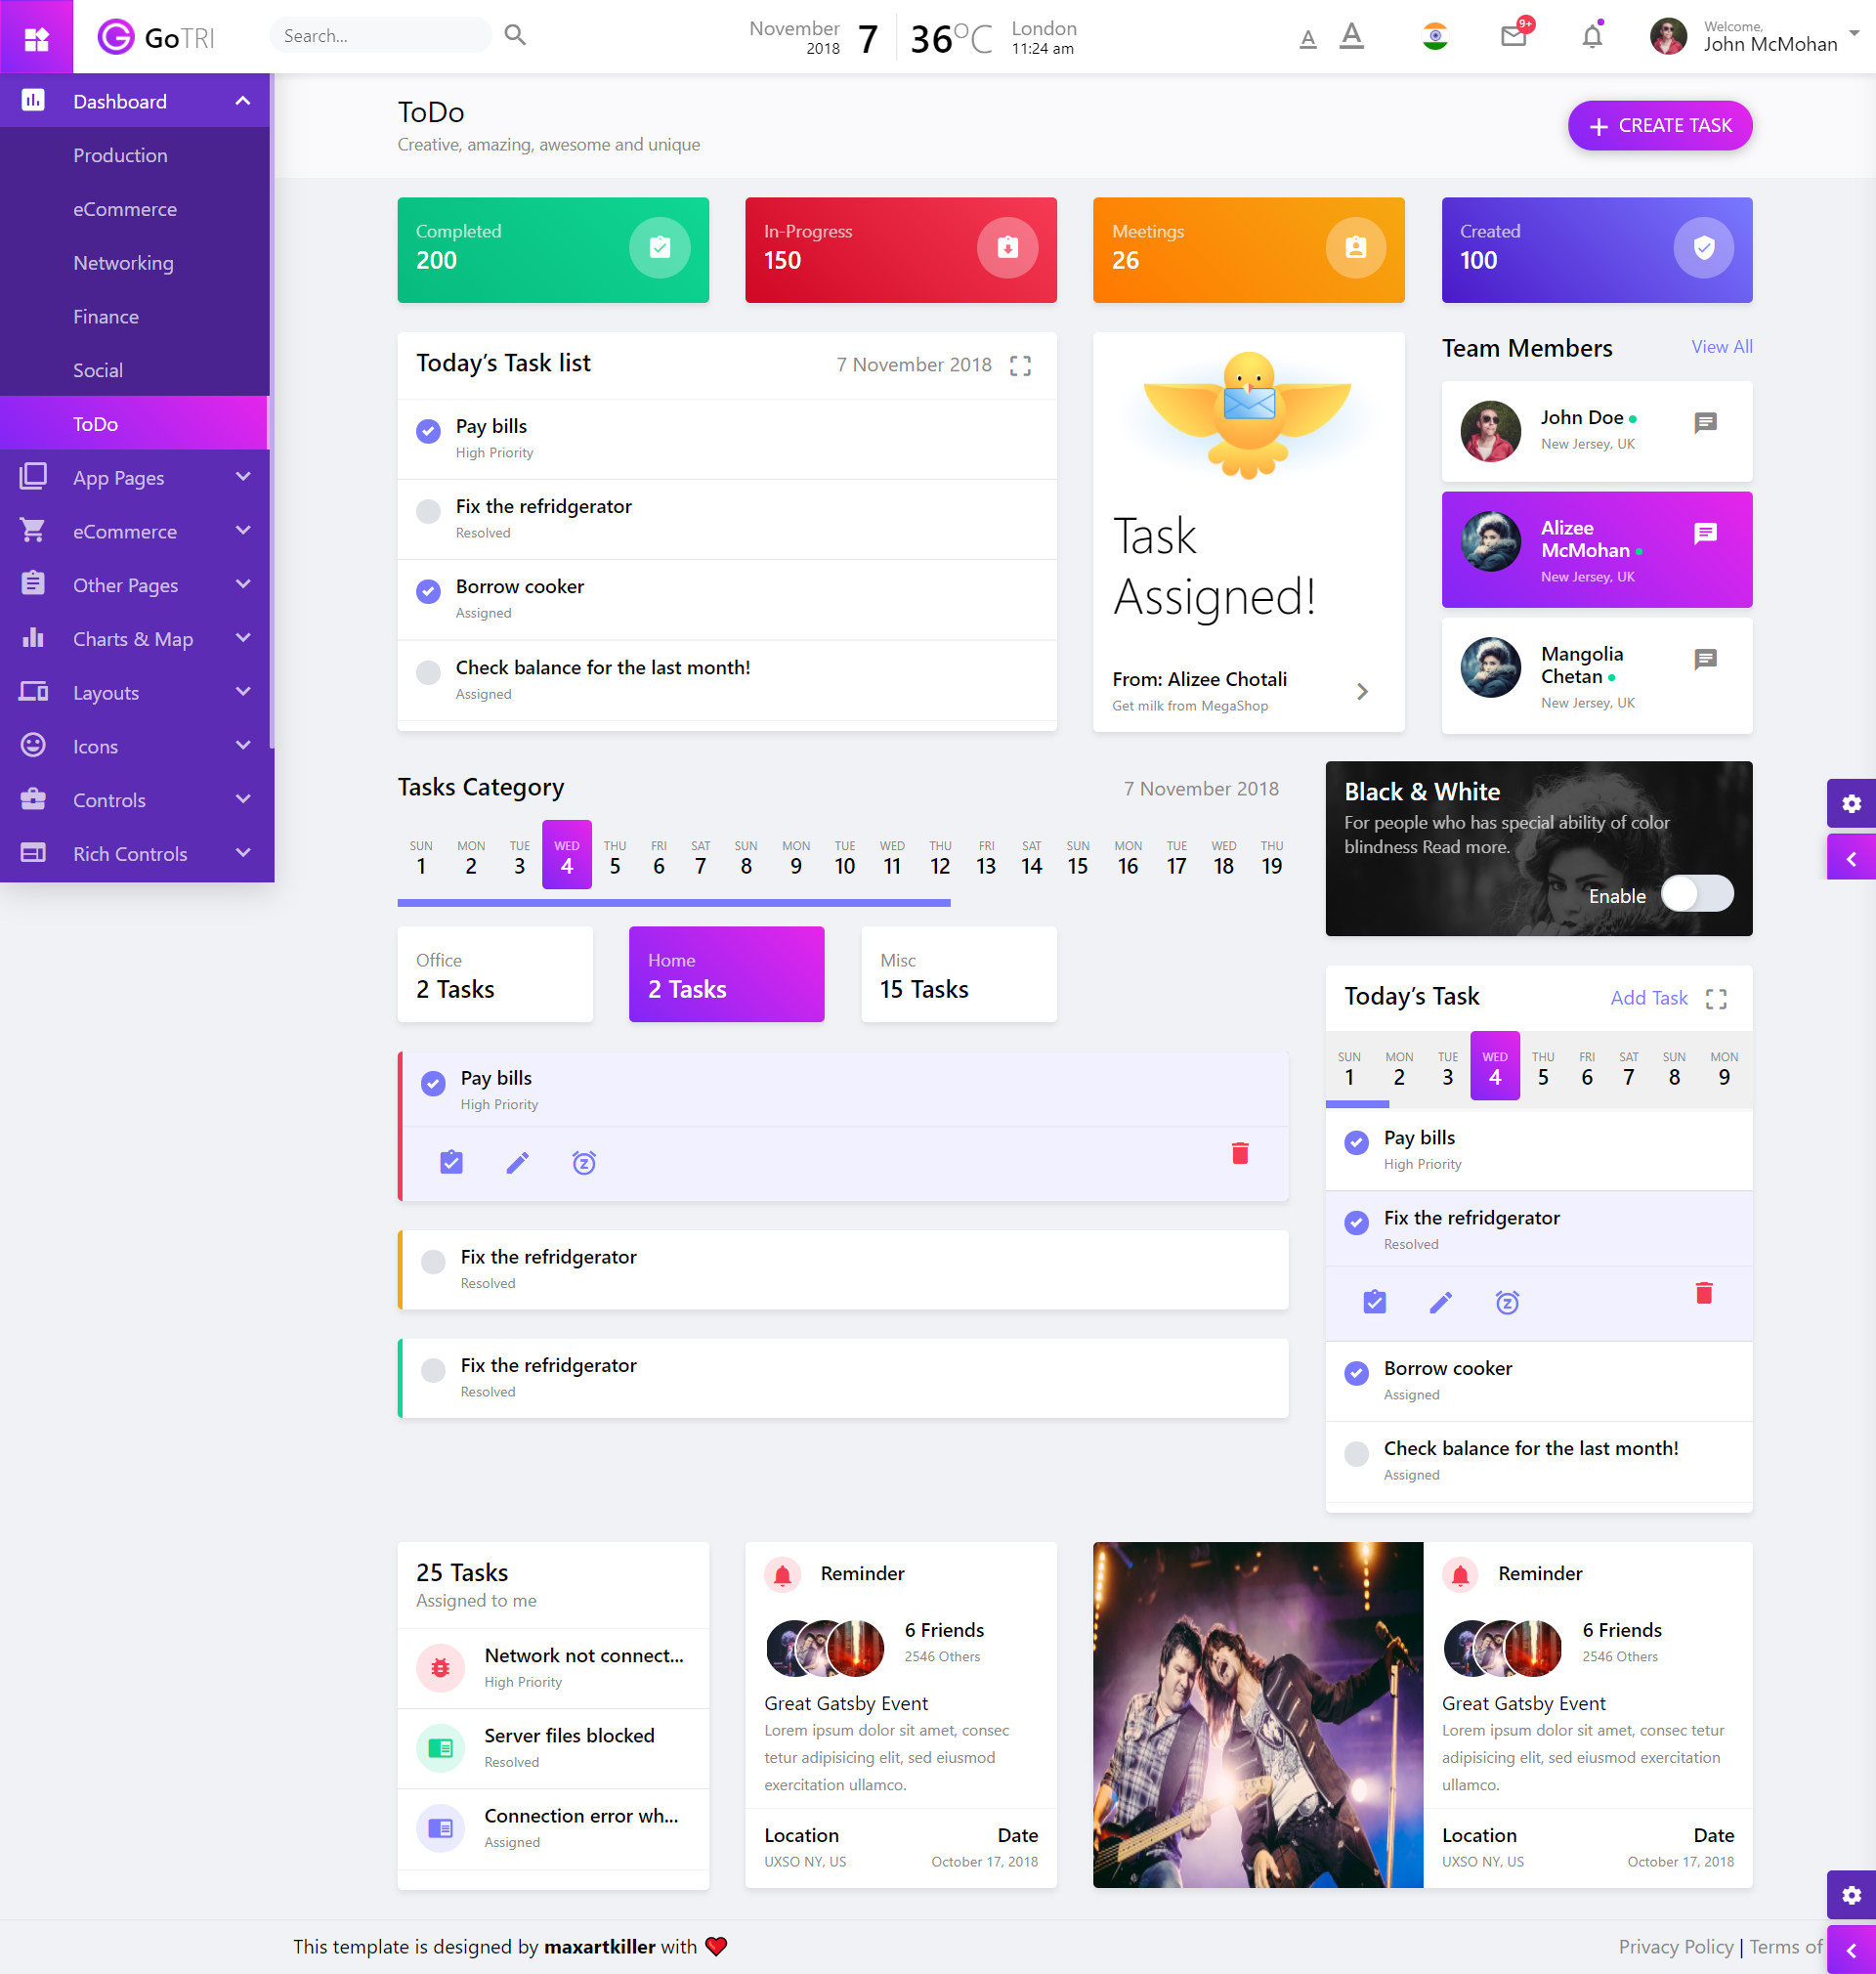 GoTRI
Search...
November
2018
7
36°C
London
11:24 am
A A
9+
Welcome,
John McMohan
Dashboard
Production
eCommerce
Networking
Finance
Social
ToDo
App Pages
eCommerce
Other Pages
Charts & Map
Layouts
Icons
Controls
Rich Controls
ToDo
Creative, amazing, awesome and unique
CREATE TASK
Completed
200
In-Progress
150
Meetings
26
Created
100
Today’s Task list
7 November 2018
Pay bills
High Priority
Fix the refridgerator
Resolved
Borrow cooker
Assigned
Check balance for the last month!
Assigned
Task
Assigned!
From: Alizee Chotali
Get milk from MegaShop
Team Members
View All
John Doe
New Jersey, UK
Alizee
McMohan
New Jersey, UK
Mangolia
Chetan
New Jersey, UK
Tasks Category
7 November 2018
SUN MON TUE WED THU FRI SAT SUN MON TUE WED THU FRI SAT SUN MON TUE WED THU
1 2 3 4 5 6 7 8 9 10 11 12 13 14 15 16 17 18 19
Office
2 Tasks
Home
2 Tasks
Misc
15 Tasks
Pay bills
High Priority
Fix the refridgerator
Resolved
Fix the refridgerator
Resolved
Black & White
For people who has special ability of color
blindness Read more.
Enable
Today’s Task
Add Task
SUN MON TUE WED THU FRI SAT SUN MON
1 2 3 4 5 6 7 8 9
Pay bills
High Priority
Fix the refridgerator
Resolved
Borrow cooker
Assigned
Check balance for the last month!
Assigned
25 Tasks
Assigned to me
Network not connect...
High Priority
Server files blocked
Resolved
Connection error wh...
Assigned
Reminder
6 Friends
2546 Others
Great Gatsby Event
Lorem ipsum dolor sit amet, consec
tetur adipisicing elit, sed eiusmod
exercitation ullamco.
Location
UXSO NY, US
Date
October 17, 2018
Reminder
6 Friends
2546 Others
Great Gatsby Event
Lorem ipsum dolor sit amet, consec tetur
adipisicing elit, sed eiusmod exercitation
ullamco.
Location
UXSO NY, US
Date
October 17, 2018
This template is designed by maxartkiller with
Privacy Policy | Terms of